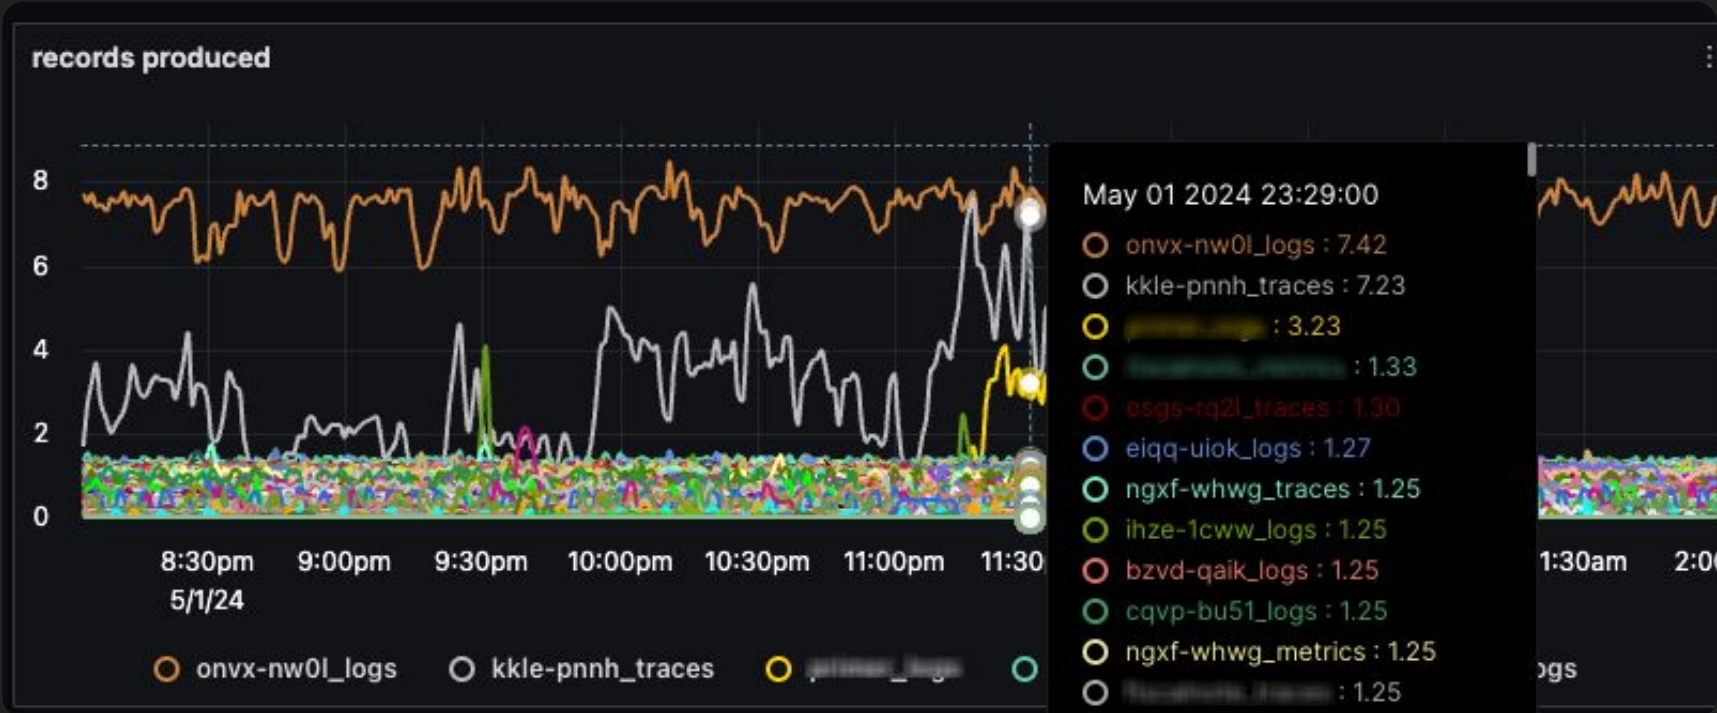 records produced
8
6
4
2
0
May 01 2024 23:29:00
onvx-nw0l_logs : 7.42
kkle-pnnh_traces : 7.23
: 3.23
: 1.33
osgs-rq2l_traces : 1.30
eiqq-uiok_logs : 1.27
ngxf-whwg_traces : 1.25
ihze-1cww_logs : 1.25
bzvd-qaik_logs : 1.25
cqvp-bu51_logs : 1.25
ngxf-whwg_metrics : 1.25
: 1.25
8:30pm 9:00pm 9:30pm 10:00pm 10:30pm 11:00pm 11:30 1:30am 2:0
5/1/24
onvx-nw0l_logs kkle-pnnh_traces ogs